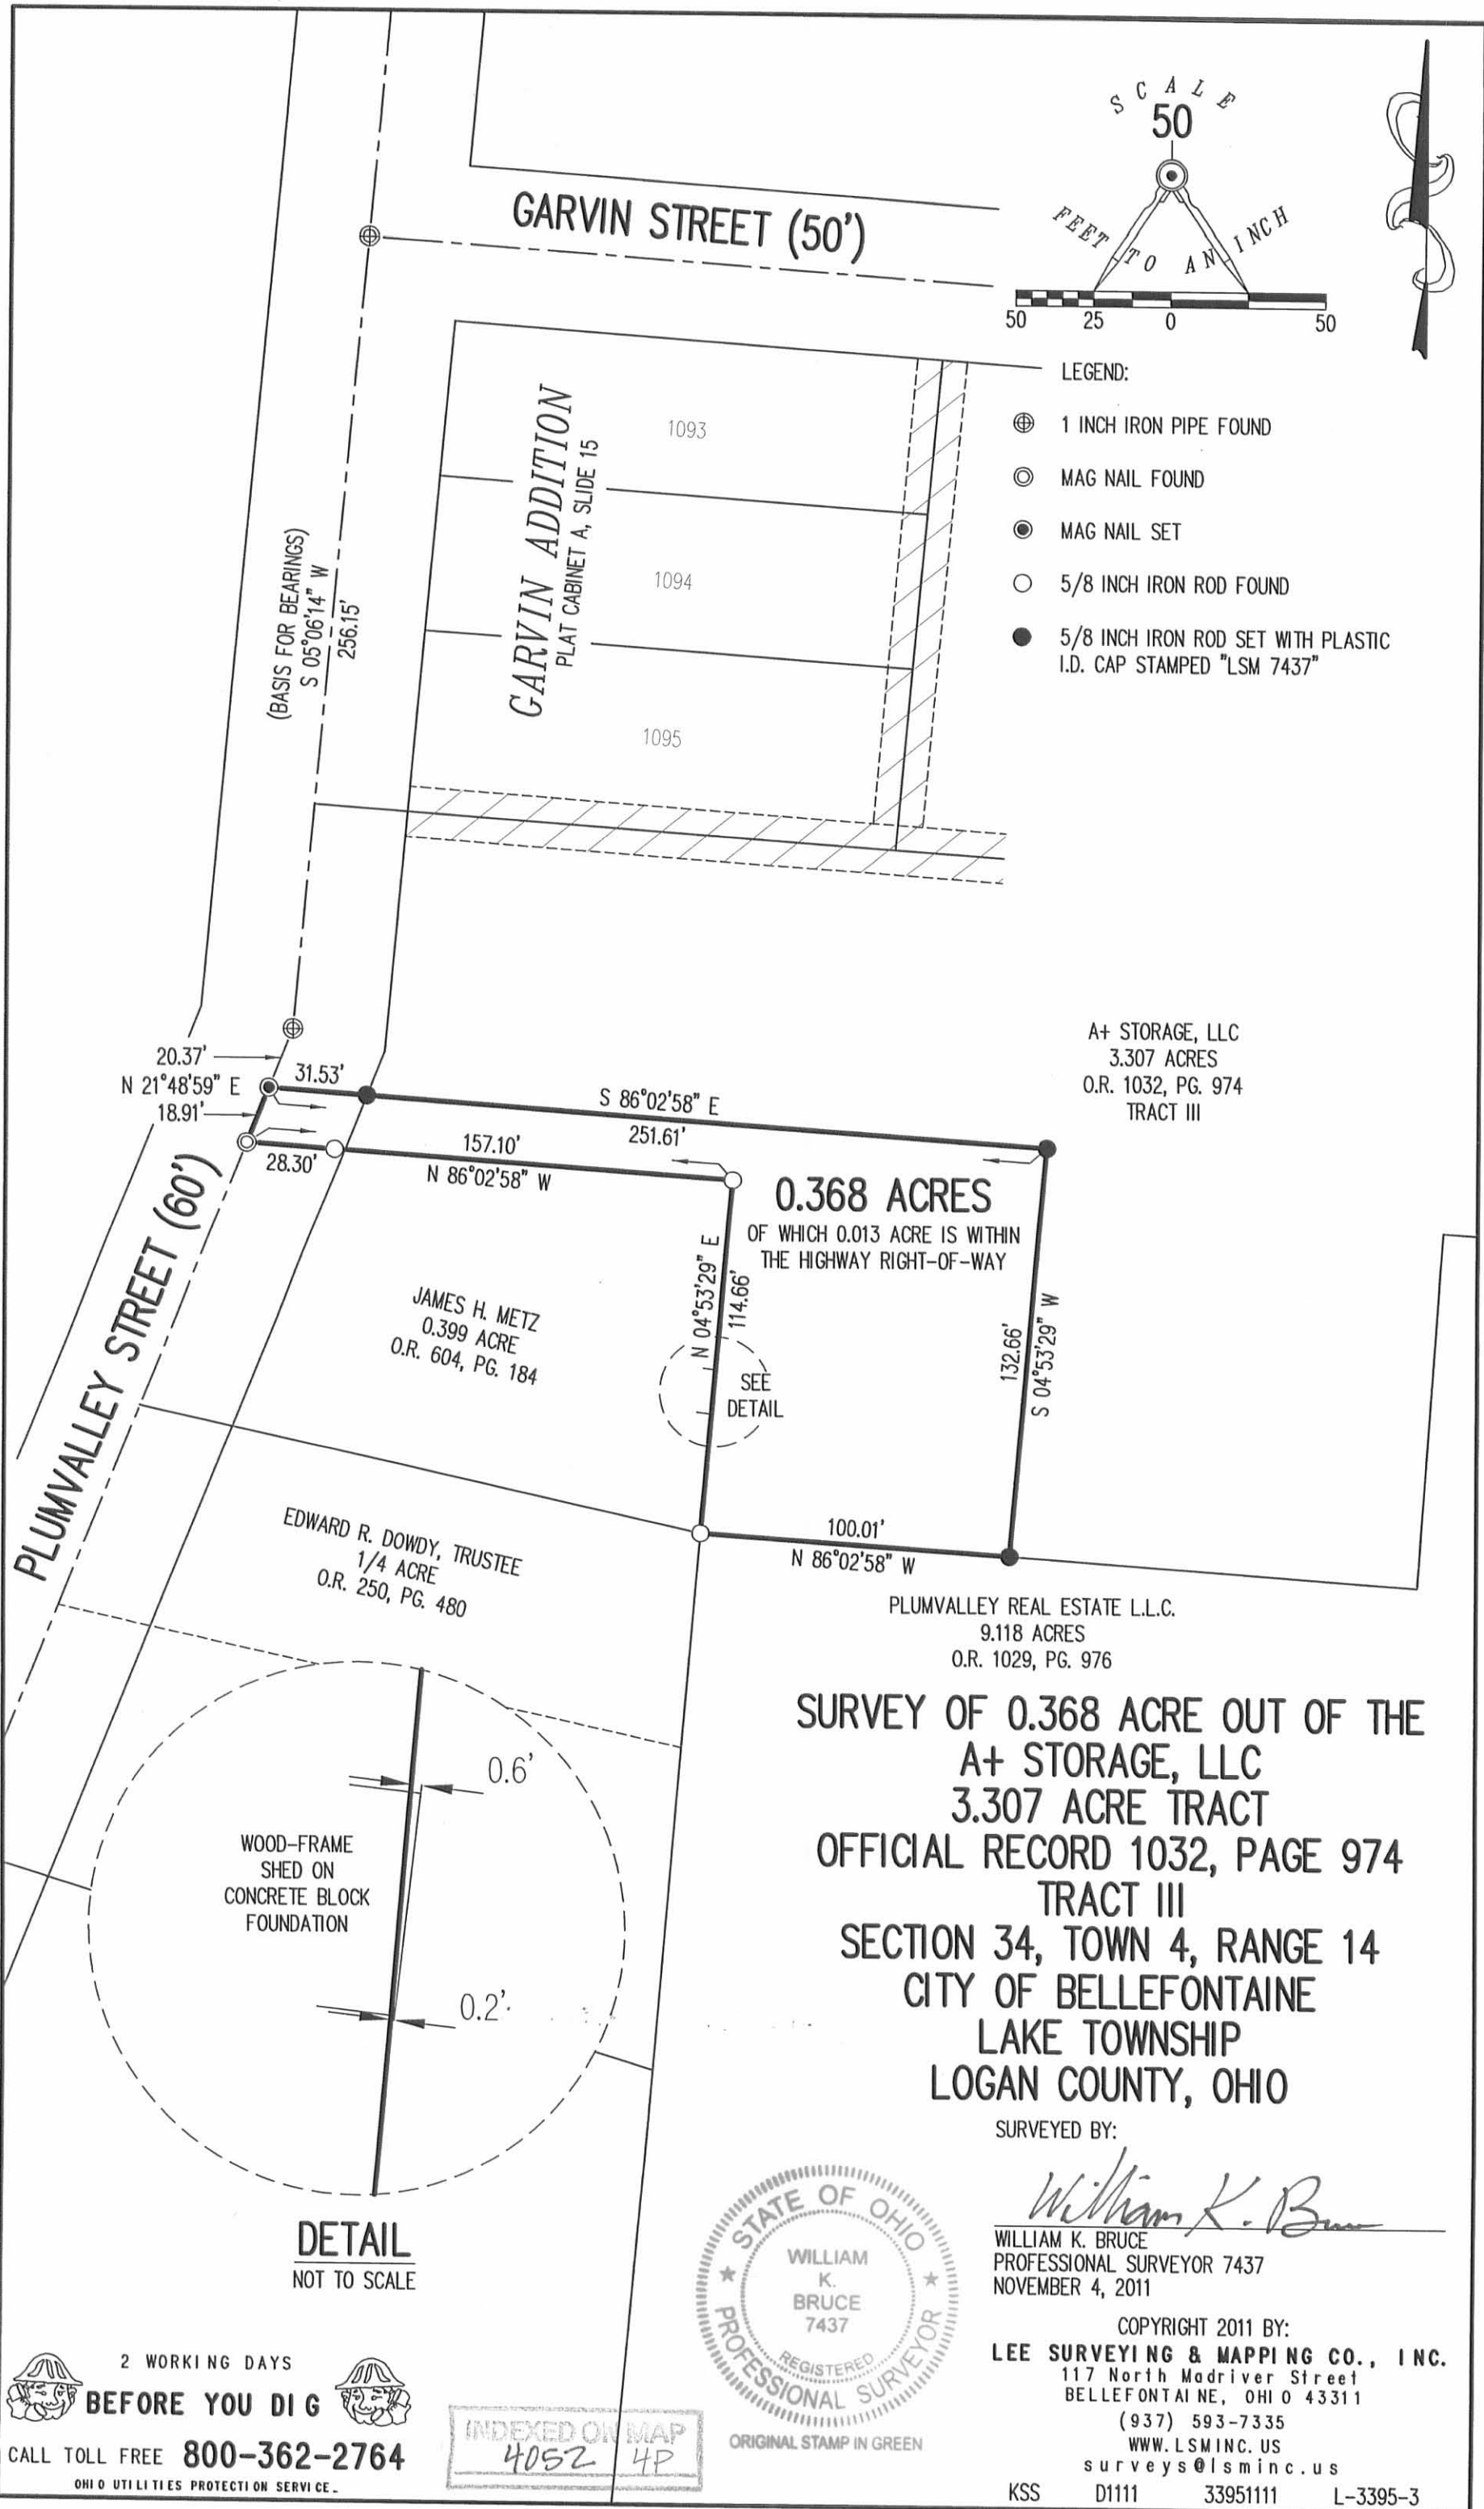 SCALE
50
FEET TO AN INCH
50 25 0 50
GARVIN STREET (50')
LEGEND:
1 INCH IRON PIPE FOUND
MAG NAIL FOUND
MAG NAIL SET
5/8 INCH IRON ROD FOUND
5/8 INCH IRON ROD SET WITH PLASTIC
I.D. CAP STAMPED "LSM 7437"
GARVIN ADDITION
PLAT CABINET A, SLIDE 15
1093
1094
1095
(BASIS FOR BEARINGS)
S 05°06'14" W
256.15'
A+ STORAGE, LLC
3.307 ACRES
O.R. 1032, PG. 974
TRACT III
20.37'
N 21°48'59" E
18.91'
31.53'
S 86°02'58" E
251.61'
28.30'
157.10'
N 86°02'58" W
0.368 ACRES
OF WHICH 0.013 ACRE IS WITHIN
THE HIGHWAY RIGHT-OF-WAY
N 04°53'29" E
114.66'
132.66'
S 04°53'29" W
PLUMVALLEY STREET (60')
JAMES H. METZ
0.399 ACRE
O.R. 604, PG. 184
SEE
DETAIL
100.01'
N 86°02'58" W
EDWARD R. DOWDY, TRUSTEE
1/4 ACRE
O.R. 250, PG. 480
PLUMVALLEY REAL ESTATE L.L.C.
9.118 ACRES
O.R. 1029, PG. 976
0.6'
WOOD-FRAME
SHED ON
CONCRETE BLOCK
FOUNDATION
0.2'
DETAIL
NOT TO SCALE
SURVEY OF 0.368 ACRE OUT OF THE
A+ STORAGE, LLC
3.307 ACRE TRACT
OFFICIAL RECORD 1032, PAGE 974
TRACT III
SECTION 34, TOWN 4, RANGE 14
CITY OF BELLEFONTAINE
LAKE TOWNSHIP
LOGAN COUNTY, OHIO
SURVEYED BY:
William K. Bruce
WILLIAM K. BRUCE
PROFESSIONAL SURVEYOR 7437
NOVEMBER 4, 2011
STATE OF OHIO
WILLIAM
K.
BRUCE
7437
REGISTERED
PROFESSIONAL SURVEYOR
ORIGINAL STAMP IN GREEN
COPYRIGHT 2011 BY:
LEE SURVEYING & MAPPING CO., INC.
117 North Madriver Street
BELLEFONTAINE, OHIO 43311
(937) 593-7335
WWW.LSMINC.US
surveys@lsminc.us
KSS D1111 33951111 L-3395-3
2 WORKING DAYS
BEFORE YOU DIG
CALL TOLL FREE 800-362-2764
OHIO UTILITIES PROTECTION SERVICE.
INDEXED ON MAP
4052 4P